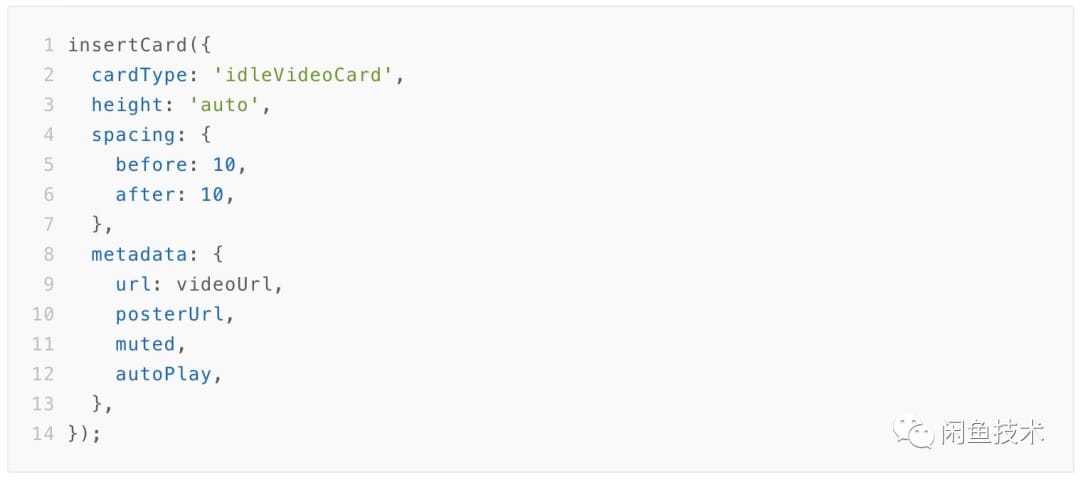 1 insertCard({
2   cardType: 'idleVideoCard',
3   height: 'auto',
4   spacing: {
5     before: 10,
6     after: 10,
7   },
8   metadata: {
9     url: videoUrl,
10     posterUrl,
11     muted,
12     autoPlay,
13   },
14 });
闲鱼技术